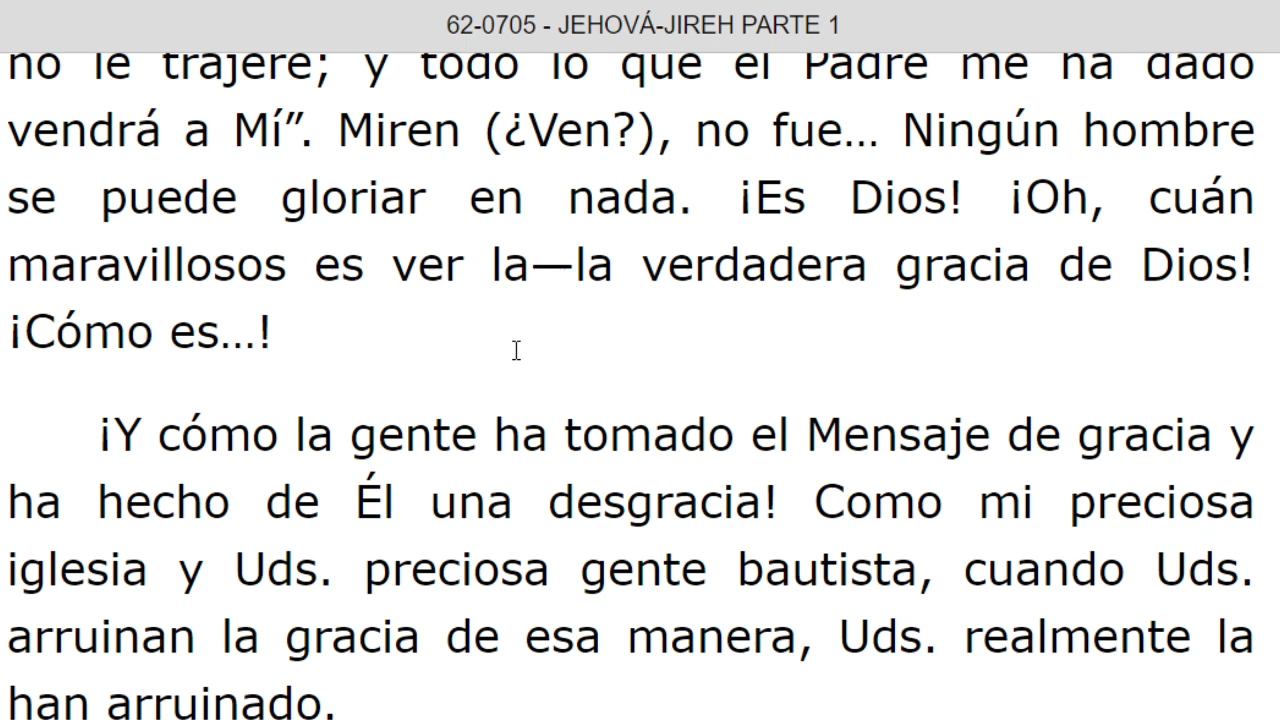 62-0705 - JEHOVÁ-JIREH PARTE 1
no le trajere; y todo lo que el Padre me ha dado
vendrá a Mí”. Miren (¿Ven?), no fue… Ningún hombre
se puede gloriar en nada. ¡Es Dios! ¡Oh, cuán
maravillosos es ver la—la verdadera gracia de Dios!
¡Cómo es…!
¡Y cómo la gente ha tomado el Mensaje de gracia y
ha hecho de Él una desgracia! Como mi preciosa
iglesia y Uds. preciosa gente bautista, cuando Uds.
arruinan la gracia de esa manera, Uds. realmente la
han arruinado.